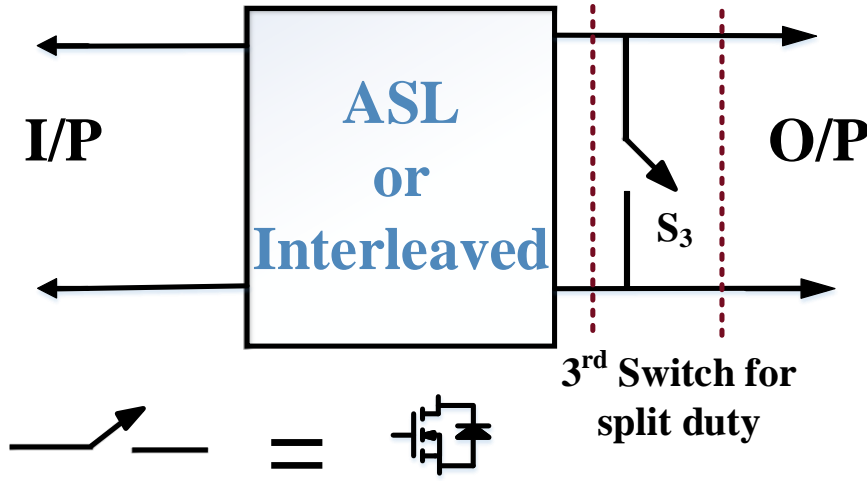 ASL
or
Interleaved
I/P
O/P
S₃
3ʳᵈ Switch for
split duty
=